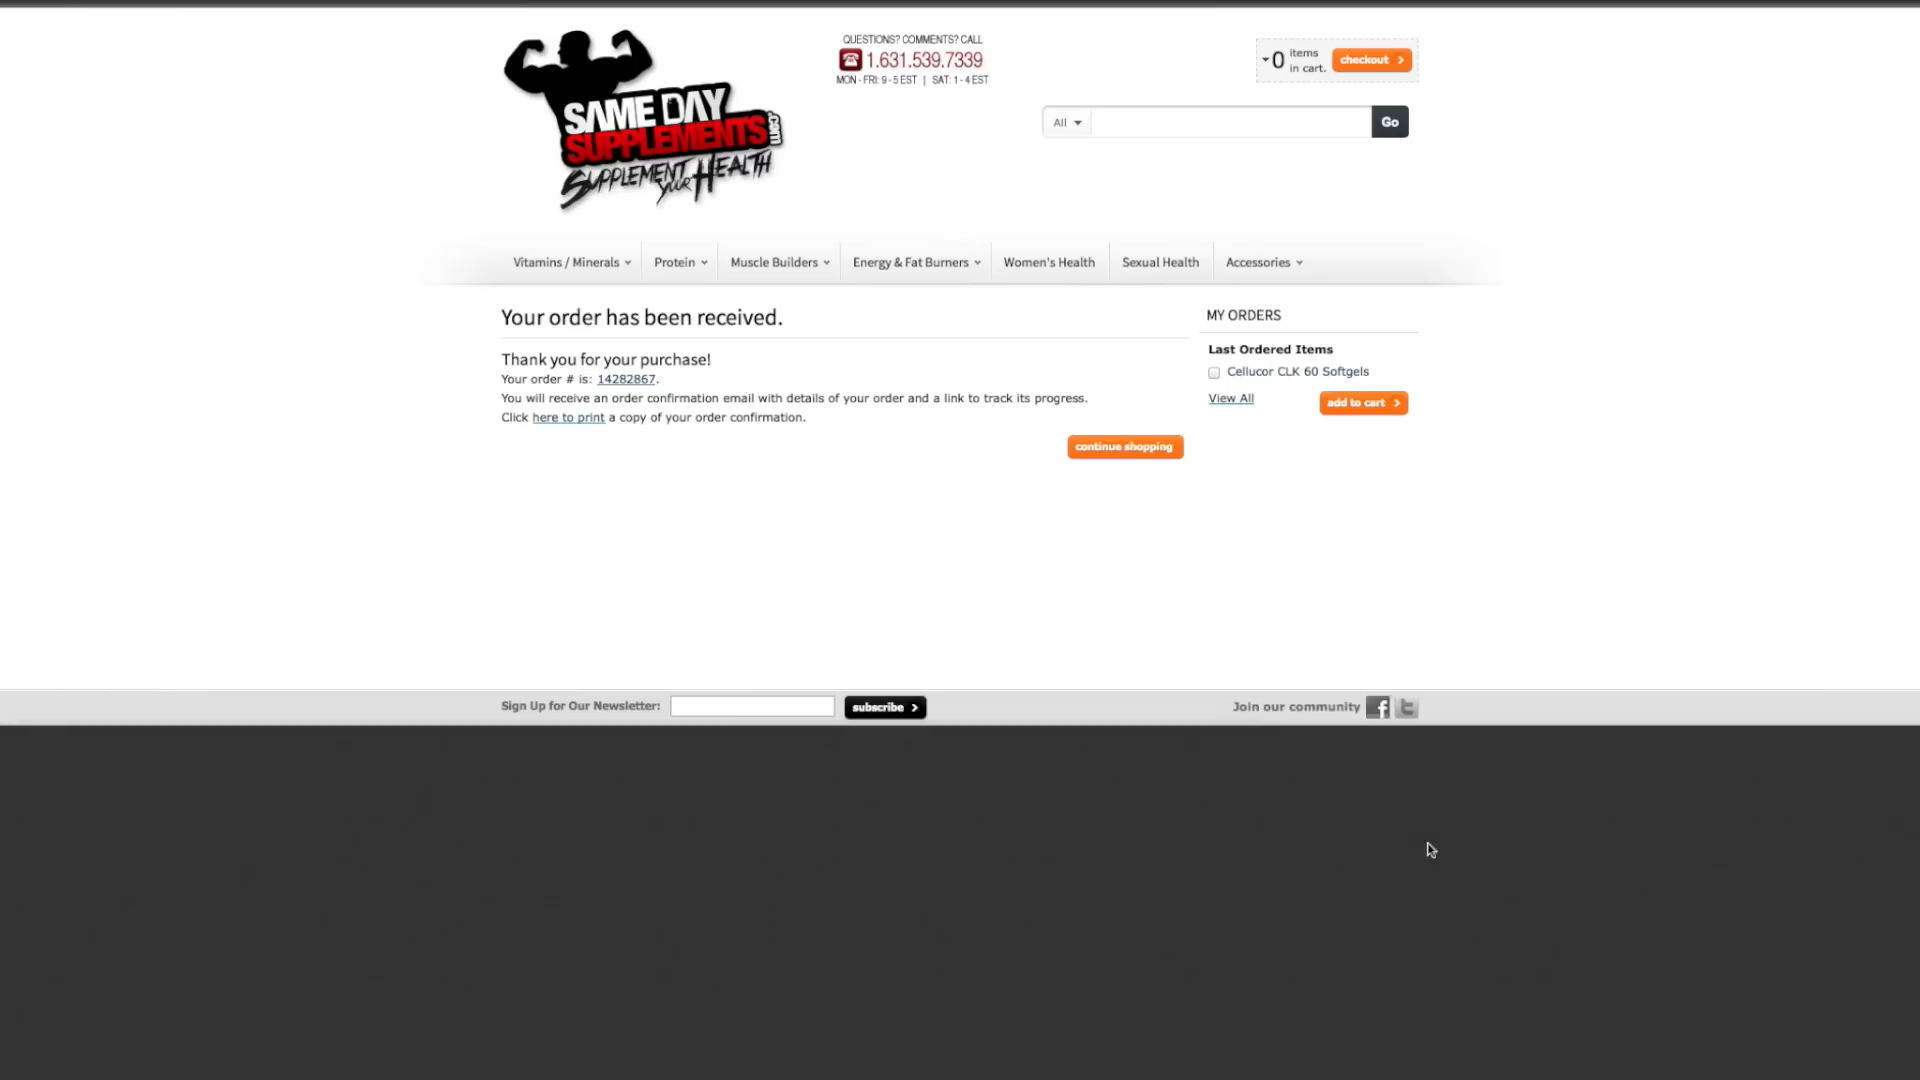 QUESTIONS? COMMENTS? CALL
1.631.539.7339
MON - FRI: 9 - 5 EST | SAT: 1 - 4 EST
0 items in cart.
checkout >
SAME DAY
SUPPLEMENTS.com
SUPPLEMENT YOUR HEALTH
All
Go
Vitamins / Minerals
Protein
Muscle Builders
Energy & Fat Burners
Women's Health
Sexual Health
Accessories
Your order has been received.
Thank you for your purchase!
Your order # is: 14282867.
You will receive an order confirmation email with details of your order and a link to track its progress.
Click here to print a copy of your order confirmation.
continue shopping
MY ORDERS
Last Ordered Items
Cellucor CLK 60 Softgels
View All
add to cart >
Sign Up for Our Newsletter:
subscribe >
Join our community